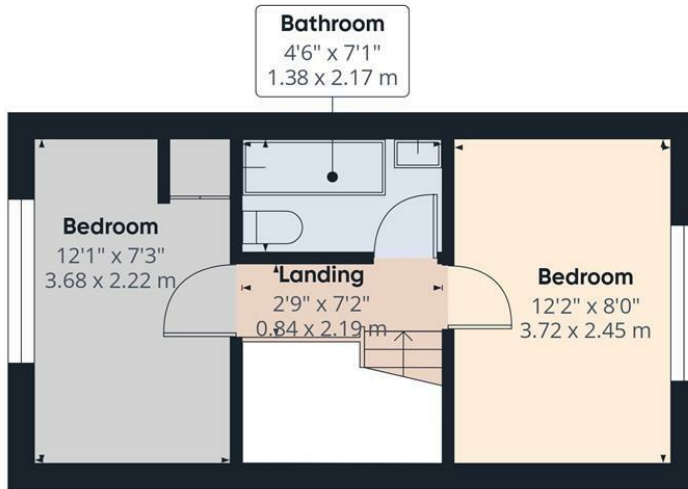 Bathroom
4'6" x 7'1"
1.38 x 2.17 m
Bedroom
12'1" x 7'3"
3.68 x 2.22 m
Landing
2'9" x 7'2"
0.84 x 2.19 m
Bedroom
12'2" x 8'0"
3.72 x 2.45 m